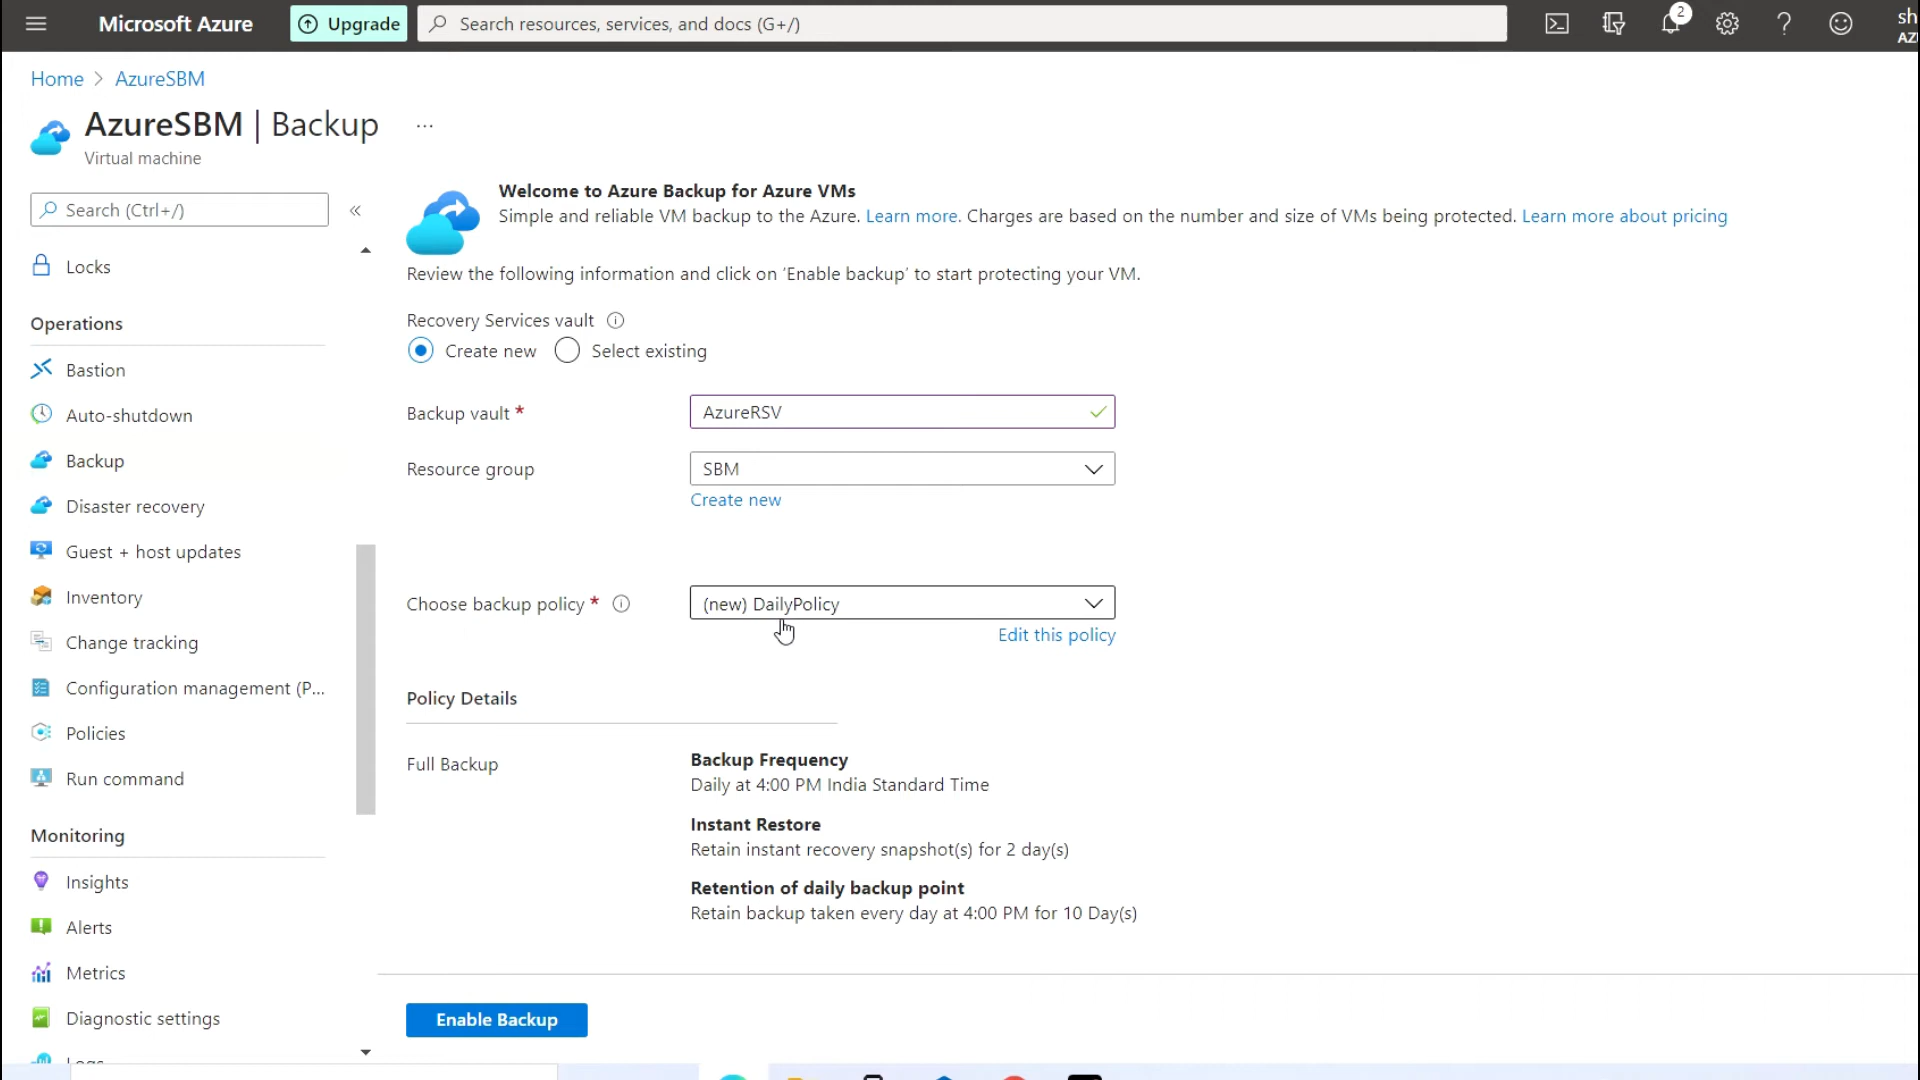 Microsoft Azure
Upgrade
Search resources, services, and docs (G+/)
2
sh
AZ
Home > AzureSBM
AzureSBM | Backup ...
Virtual machine
Search (Ctrl+/)
«
Locks
Operations
Bastion
Auto-shutdown
Backup
Disaster recovery
Guest + host updates
Inventory
Change tracking
Configuration management (P...
Policies
Run command
Monitoring
Insights
Alerts
Metrics
Diagnostic settings
Logs
Welcome to Azure Backup for Azure VMs
Simple and reliable VM backup to the Azure. Learn more. Charges are based on the number and size of VMs being protected. Learn more about pricing
Review the following information and click on 'Enable backup' to start protecting your VM.
Recovery Services vault
Create new Select existing
Backup vault * AzureRSV
Resource group SBM
Create new
Choose backup policy * (new) DailyPolicy
Edit this policy
Policy Details
Full Backup
Backup Frequency
Daily at 4:00 PM India Standard Time
Instant Restore
Retain instant recovery snapshot(s) for 2 day(s)
Retention of daily backup point
Retain backup taken every day at 4:00 PM for 10 Day(s)
Enable Backup